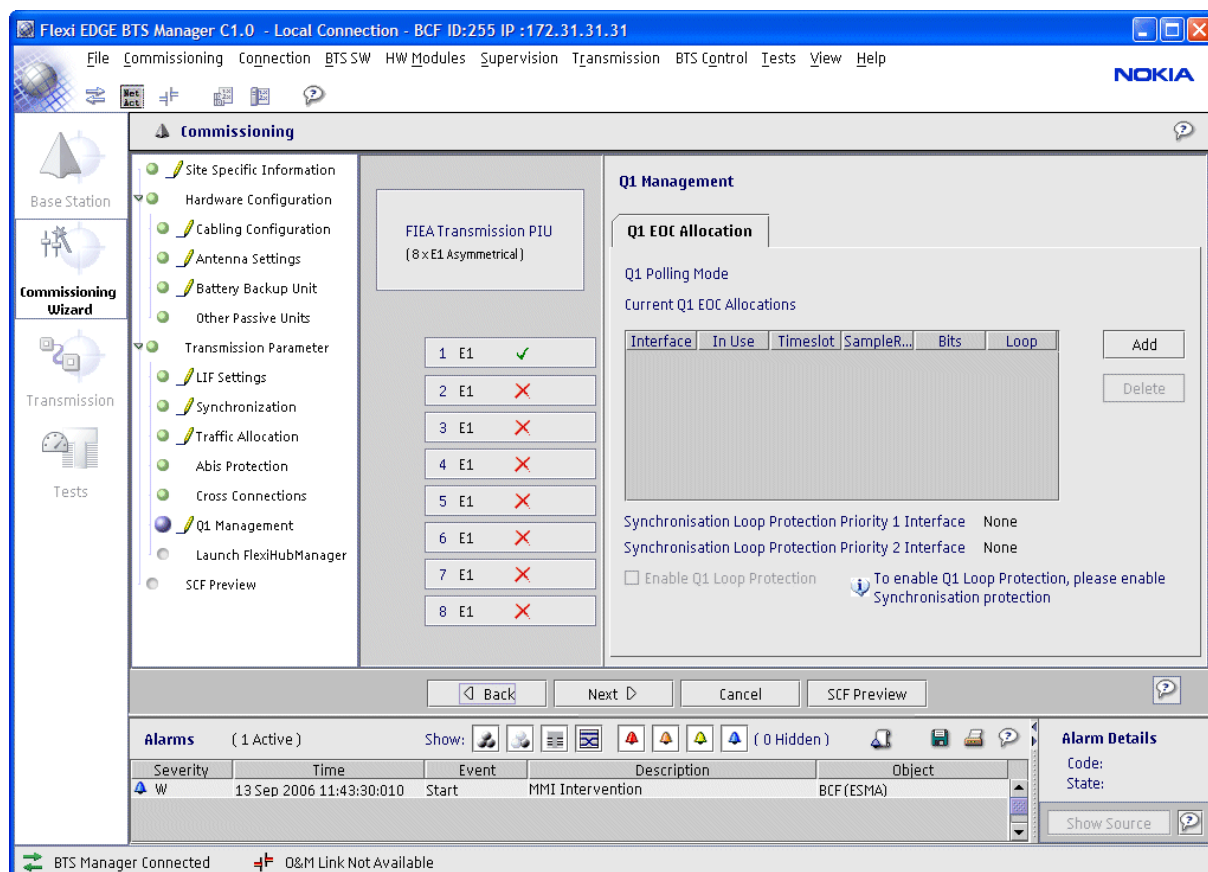 Flexi EDGE BTS Manager C1.0 - Local Connection - BCF ID:255 IP :172.31.31.31
File Commissioning Connection BTS SW HW Modules Supervision Transmission BTS Control Tests View Help
NOKIA
Net Act
Commissioning
Base Station
Commissioning Wizard
Transmission
Tests
Site Specific Information
Hardware Configuration
Cabling Configuration
Antenna Settings
Battery Backup Unit
Other Passive Units
Transmission Parameter
LIF Settings
Synchronization
Traffic Allocation
Abis Protection
Cross Connections
Q1 Management
Launch FlexiHubManager
SCF Preview
FIEA Transmission PIU
(8 x E1 Asymmetrical)
1 E1
2 E1
3 E1
4 E1
5 E1
6 E1
7 E1
8 E1
Q1 Management
Q1 EOC Allocation
Q1 Polling Mode
Current Q1 EOC Allocations
Interface In Use Timeslot SampleR... Bits Loop
Add
Delete
Synchronisation Loop Protection Priority 1 Interface None
Synchronisation Loop Protection Priority 2 Interface None
Enable Q1 Loop Protection
To enable Q1 Loop Protection, please enable
Synchronisation protection
Back Next Cancel SCF Preview
Alarms (1 Active) Show: (0 Hidden)
Severity Time Event Description Object
W 13 Sep 2006 11:43:30:010 Start MMI Intervention BCF (ESMA)
Alarm Details
Code:
State:
Show Source
BTS Manager Connected O&M Link Not Available